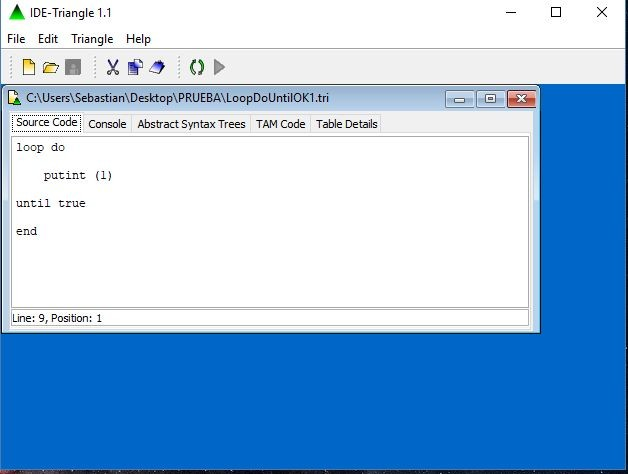 IDE-Triangle 1.1
File Edit Triangle Help
C:\Users\Sebastian\Desktop\PRUEBA\LoopDoUntilOK1.tri
Source Code Console Abstract Syntax Trees TAM Code Table Details
loop do
putint (1)
until true
end
Line: 9, Position: 1